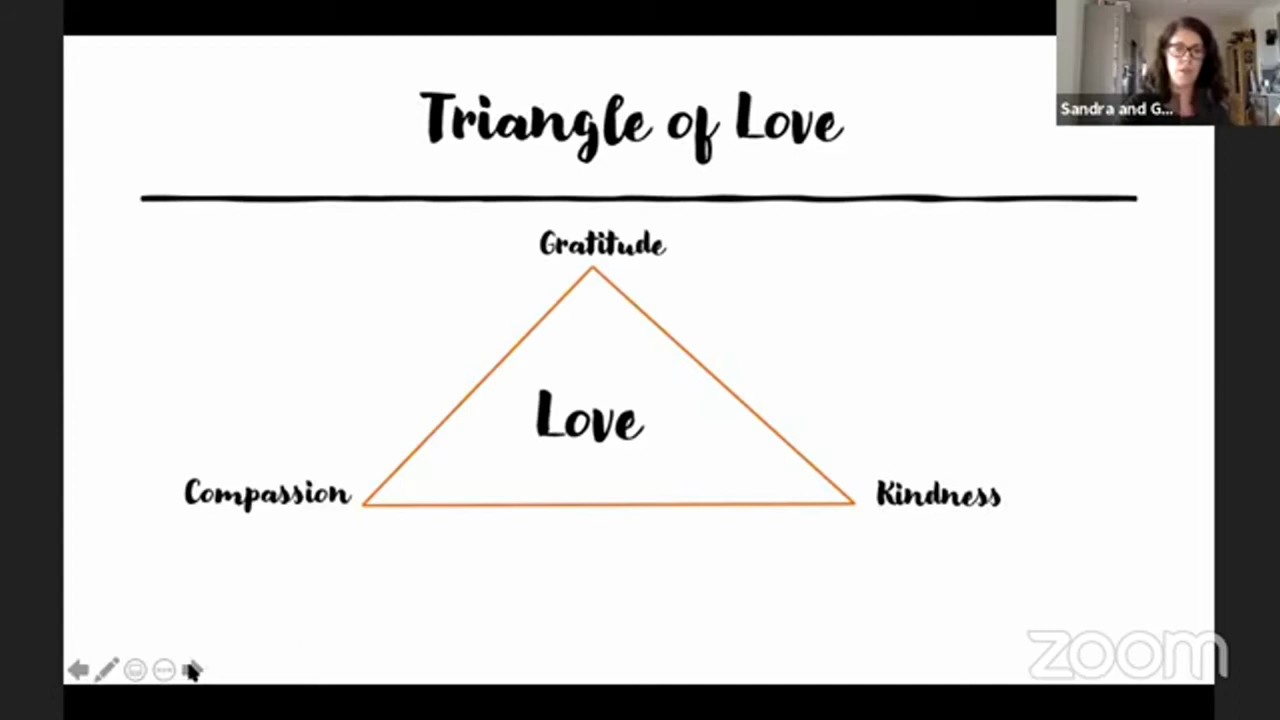 Triangle of Love
Sandra and G...
Gratitude
Love
Compassion
Kindness
zoom